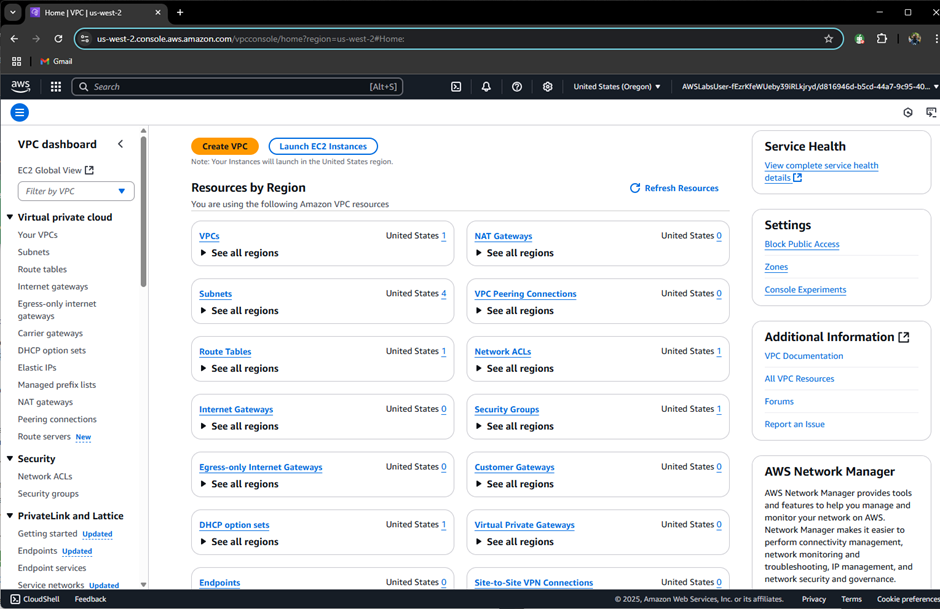 Home | VPC | us-west-2
us-west-2.console.aws.amazon.com/vpcconsole/home?region=us-west-2#Home:
Gmail
aws
Search
[Alt+S]
United States (Oregon)
VPC dashboard
EC2 Global View
Filter by VPC
Virtual private cloud
Your VPCs
Subnets
Route tables
Internet gateways
Egress-only internet
gateways
Carrier gateways
DHCP option sets
Elastic IPs
Managed prefix lists
NAT gateways
Peering connections
Route servers New
Security
Network ACLs
Security groups
PrivateLink and Lattice
Getting started Updated
Endpoints Updated
Endpoint services
Service networks Updated
Create VPC
Launch EC2 Instances
Note: Your Instances will launch in the United States region.
Resources by Region
Refresh Resources
You are using the following Amazon VPC resources
VPCs United States 1
See all regions
NAT Gateways United States 0
See all regions
Subnets United States 4
See all regions
VPC Peering Connections United States 0
See all regions
Route Tables United States 1
See all regions
Network ACLs United States 1
See all regions
Internet Gateways United States 0
See all regions
Security Groups United States 1
See all regions
Egress-only Internet Gateways United States 0
See all regions
Customer Gateways United States 0
See all regions
DHCP option sets United States 1
See all regions
Virtual Private Gateways United States 0
See all regions
Endpoints United States 0
Site-to-Site VPN Connections United States 0
Service Health
View complete service health
details
Settings
Block Public Access
Zones
Console Experiments
Additional Information
VPC Documentation
All VPC Resources
Forums
Report an Issue
AWS Network Manager
AWS Network Manager provides tools
and features to help you manage and
monitor your network on AWS.
Network Manager makes it easier to
perform connectivity management,
network monitoring and
troubleshooting, IP management, and
network security and governance.
CloudShell
Feedback
© 2025, Amazon Web Services, Inc. or its affiliates.
Privacy
Terms
Cookie preferences